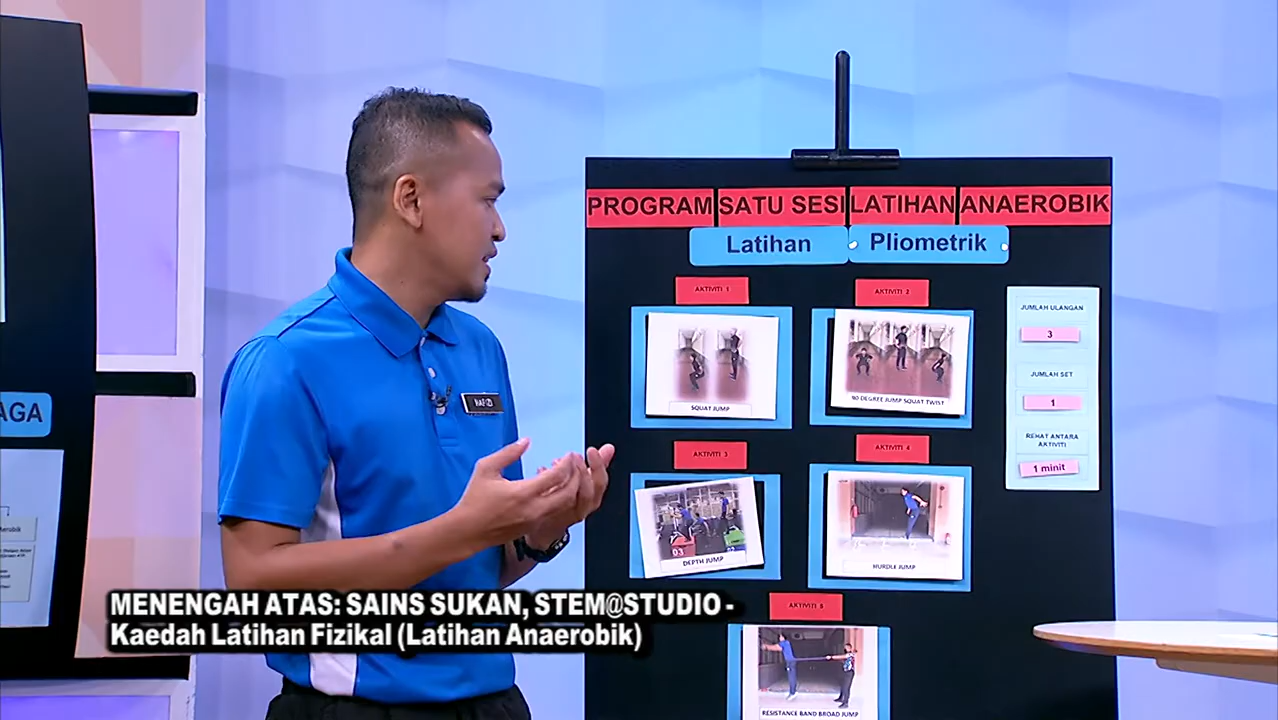 PROGRAM SATU SESI LATIHAN ANAEROBIK
Latihan Pliometrik
AKTIVITI 1
AKTIVITI 2
SQUAT JUMP
90 DEGREE JUMP SQUAT TWIST
JUMLAH ULANGAN
3
JUMLAH SET
1
REHAT ANTARA
AKTIVITI
1 minit
AKTIVITI 3
AKTIVITI 4
03
DEPTH JUMP
HURDLE JUMP
AKTIVITI 5
RESISTANCE BAND BROAD JUMP
HAFIZI
AGA
MENENGAH ATAS: SAINS SUKAN, STEM@STUDIO -
Kaedah Latihan Fizikal (Latihan Anaerobik)